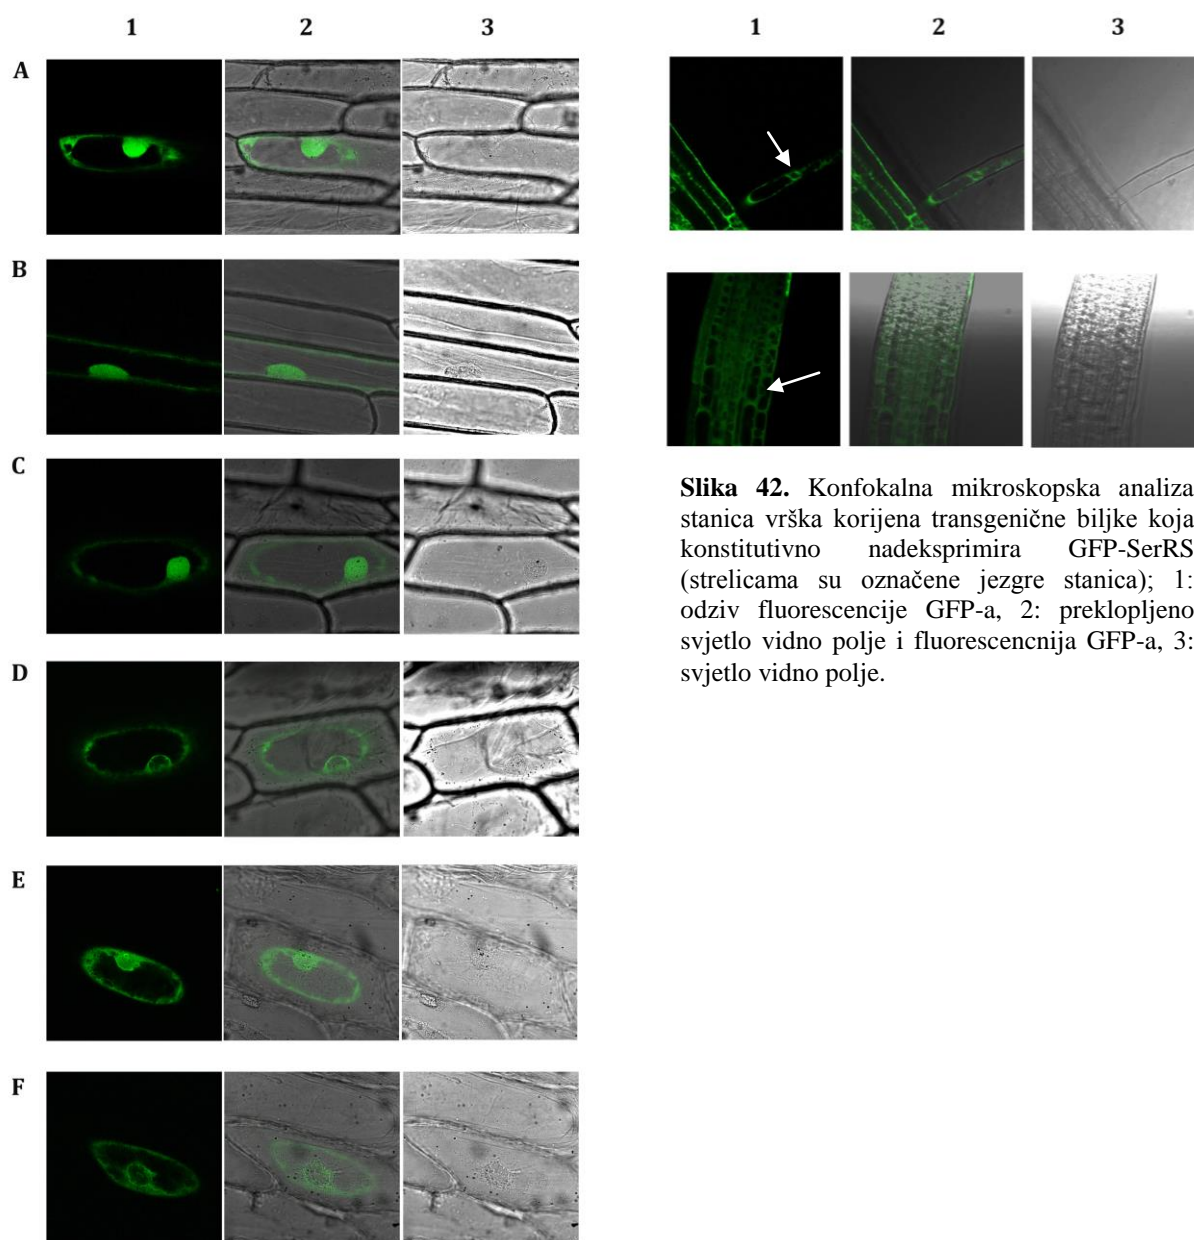 1 2 3
A
B
C
D
E
F
1 2 3
Slika 42. Konfokalna mikroskopska analiza
stanica vrška korijena transgenične biljke koja
konstitutivno nadeksprimira GFP-SerRS
(strelicama su označene jezgre stanica); 1:
odziv fluorescencije GFP-a, 2: preklopljeno
svjetlo vidno polje i fluorescencnija GFP-a, 3:
svjetlo vidno polje.